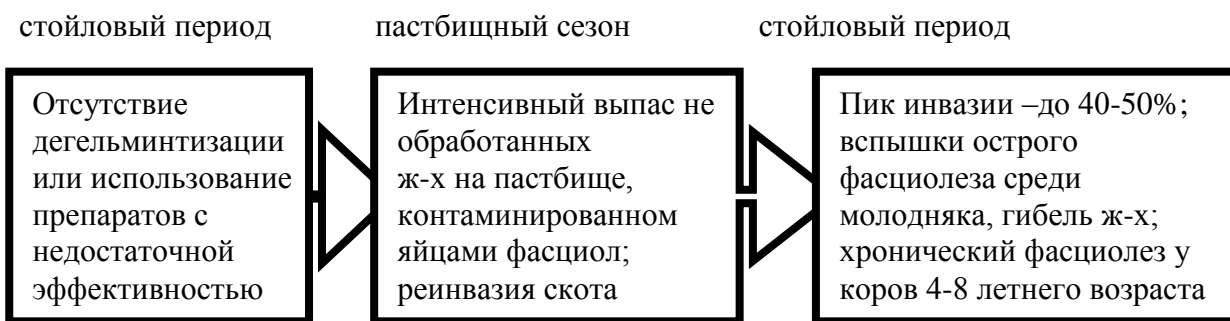 стойловый период
пастбищный сезон
стойловый период
Отсутствие
дегельминтизации
или использование
препаратов с
недостаточной
эффективностью
Интенсивный выпас не
обработанных
ж-х на пастбище,
контаминированном
яйцами фасциол;
реинвазия скота
Пик инвазии –до 40-50%;
вспышки острого
фасциолеза среди
молодняка, гибель ж-х;
хронический фасциолез у
коров 4-8 летнего возраста